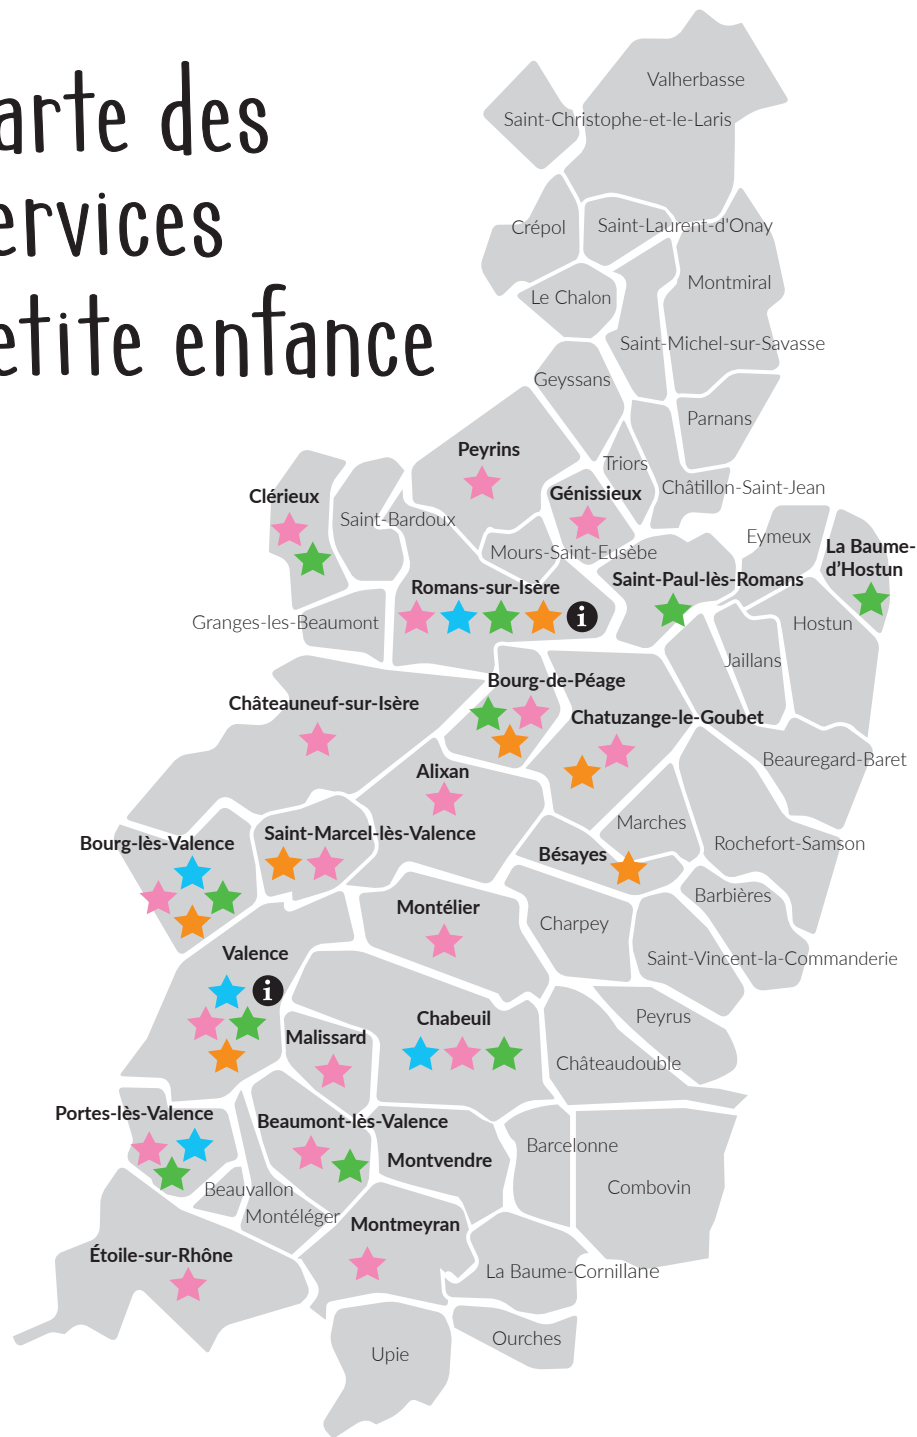 arte des
ervices
etite enfance
Valherbasse
Saint-Christophe-et-le-Laris
Crépol
Saint-Laurent-d'Onay
Montmiral
Le Chalon
Saint-Michel-sur-Savasse
Geyssans
Parnans
Peyrins
Triors
Châtillon-Saint-Jean
Génissieux
Clérieux
Saint-Bardoux
Mours-Saint-Eusèbe
Eymeux
La Baume-
d'Hostun
Romans-sur-Isère
i
Saint-Paul-lès-Romans
Granges-les-Beaumont
Hostun
Jaillans
Bourg-de-Péage
Châteauneuf-sur-Isère
Chatuzange-le-Goubet
Beauregard-Baret
Alixan
Marches
Saint-Marcel-lès-Valence
Bourg-lès-Valence
Rochefort-Samson
Bésayes
Barbières
Montélier
Charpey
Valence
i
Saint-Vincent-la-Commanderie
Chabeuil
Peyrus
Malissard
Châteaudouble
Portes-lès-Valence
Beaumont-lès-Valence
Barcelonne
Montvendre
Beauvallon
Combovin
Montéléger
Montmeyran
Étoile-sur-Rhône
La Baume-Cornillane
Ourches
Upie